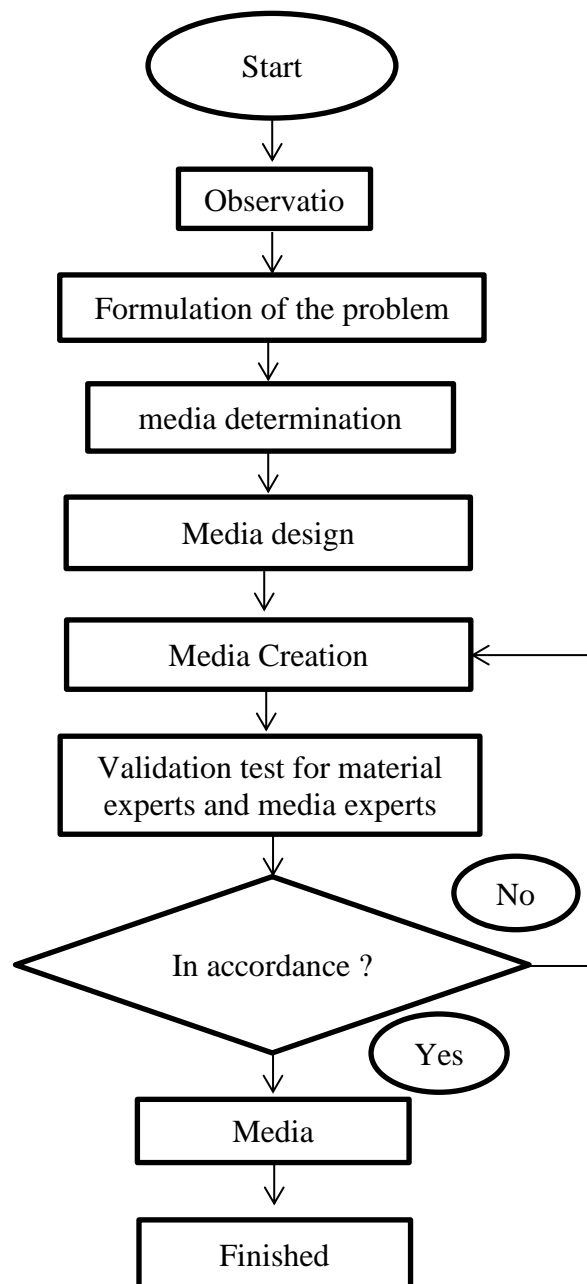 Start
Observatio
Formulation of the problem
media determination
Media design
Media Creation
Validation test for material
experts and media experts
No
In accordance ?
Yes
Media
Finished